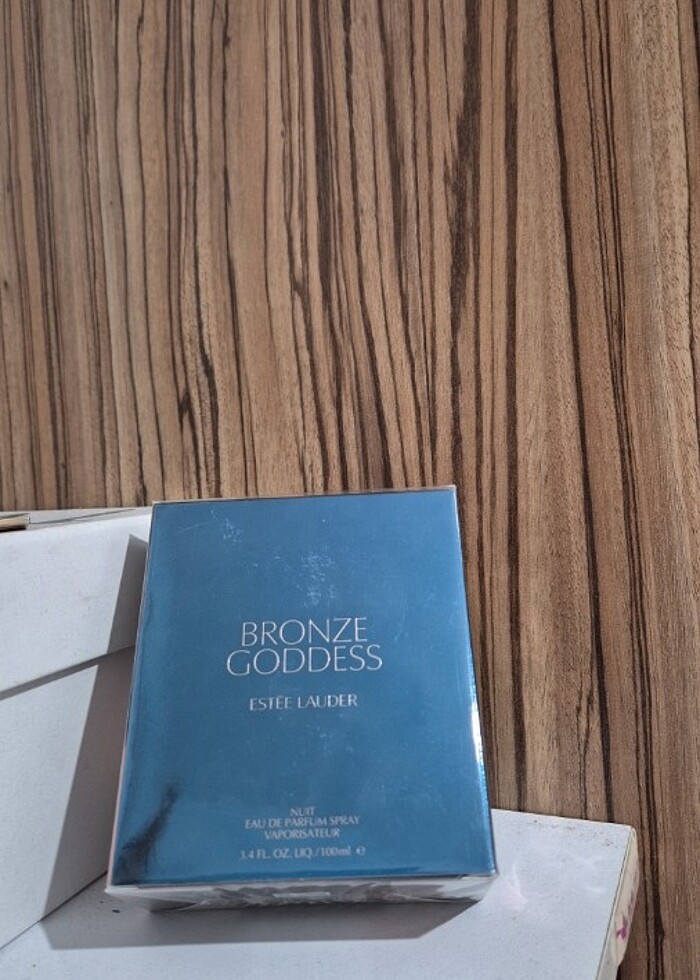 BRONZE
GODDESS
ESTĒE LAUDER
NUIT
EAU DE PARFUM SPRAY
VAPORISATEUR
3.4 FL. OZ. LIQ./100ml ℮